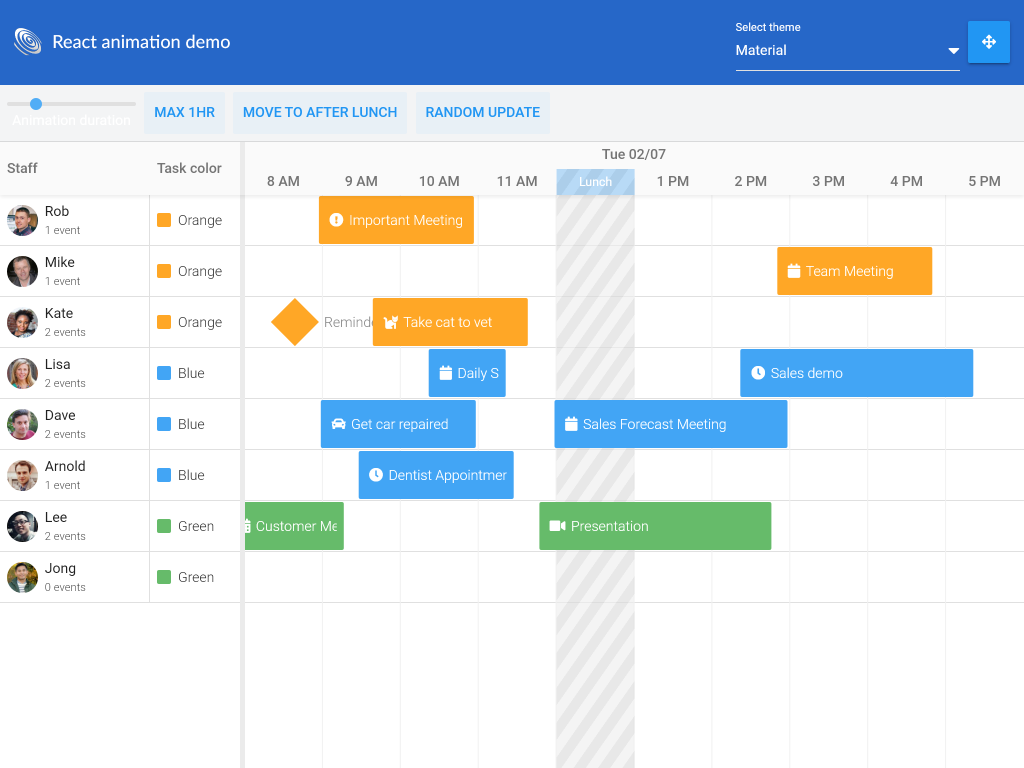 React animation demo
Select theme
Material
Animation duration
MAX 1HR
MOVE TO AFTER LUNCH
RANDOM UPDATE
Staff
Task color
Tue 02/07
8 AM
9 AM
10 AM
11 AM
Lunch
1 PM
2 PM
3 PM
4 PM
5 PM
Rob
1 event
Orange
Important Meeting
Mike
1 event
Orange
Team Meeting
Kate
2 events
Orange
Reminde
Take cat to vet
Lisa
2 events
Blue
Daily S
Sales demo
Dave
2 events
Blue
Get car repaired
Sales Forecast Meeting
Arnold
1 event
Blue
Dentist Appointmer
Lee
2 events
Green
Customer Me
Presentation
Jong
0 events
Green